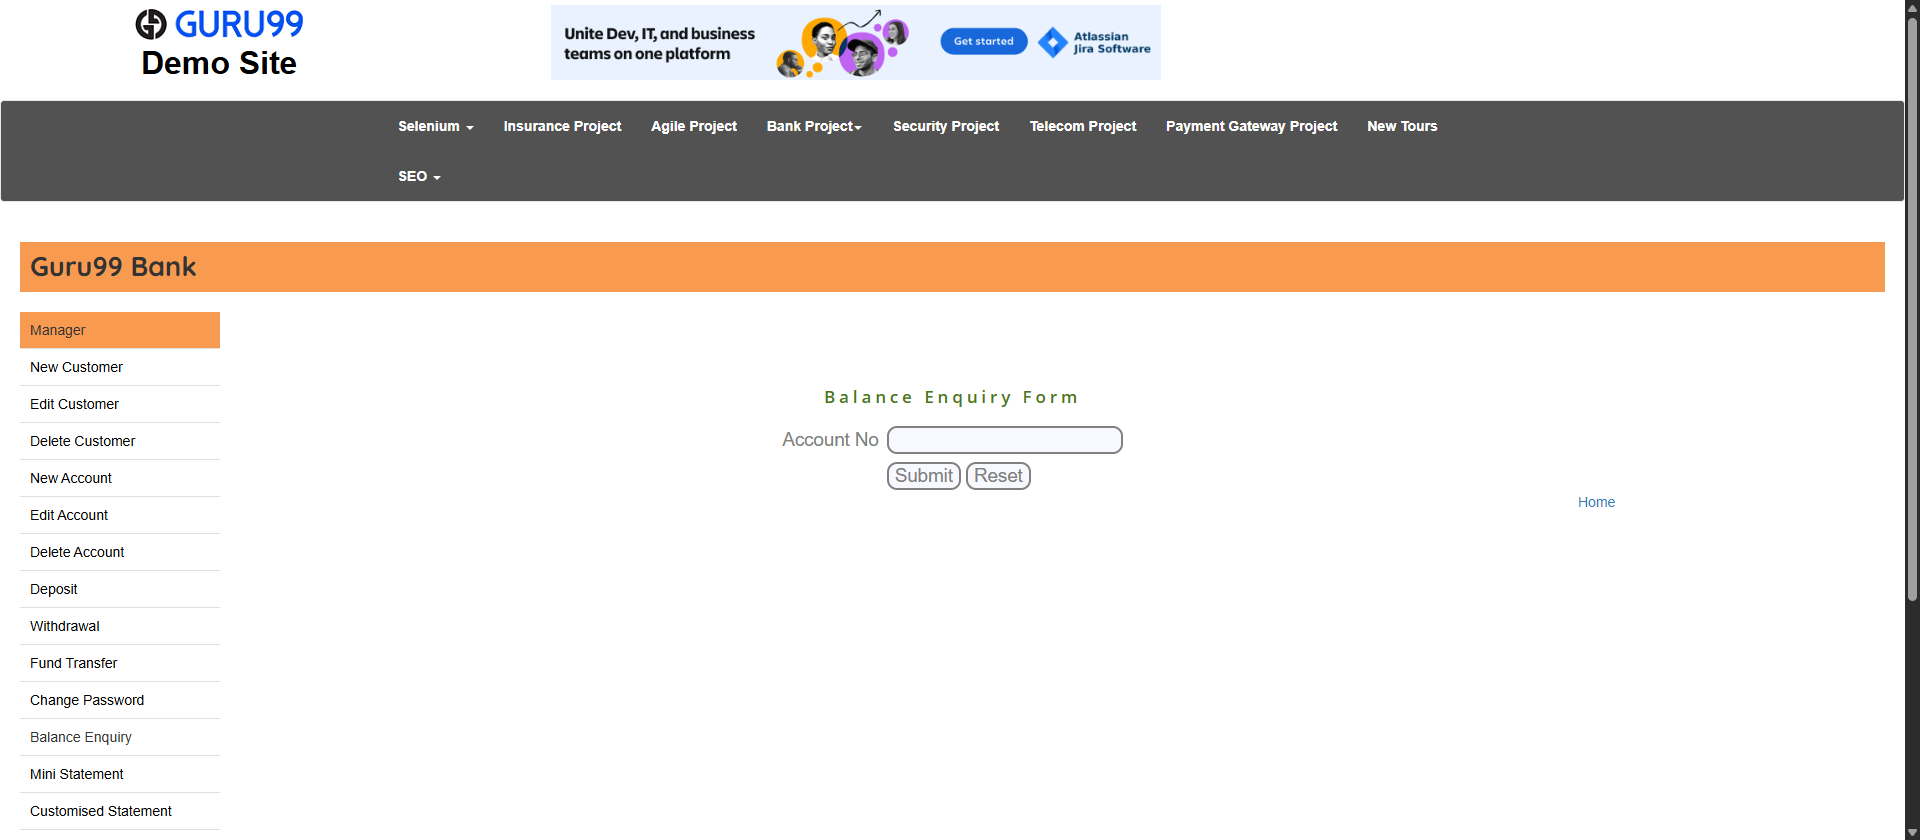 GURU99
Demo Site
Unite Dev, IT, and business
teams on one platform
Get started
Atlassian
Jira Software
Selenium Insurance Project Agile Project Bank Project Security Project Telecom Project Payment Gateway Project New Tours
SEO
Guru99 Bank
Manager
New Customer
Edit Customer
Delete Customer
New Account
Edit Account
Delete Account
Deposit
Withdrawal
Fund Transfer
Change Password
Balance Enquiry
Mini Statement
Customised Statement
Balance Enquiry Form
Account No
Submit Reset
Home